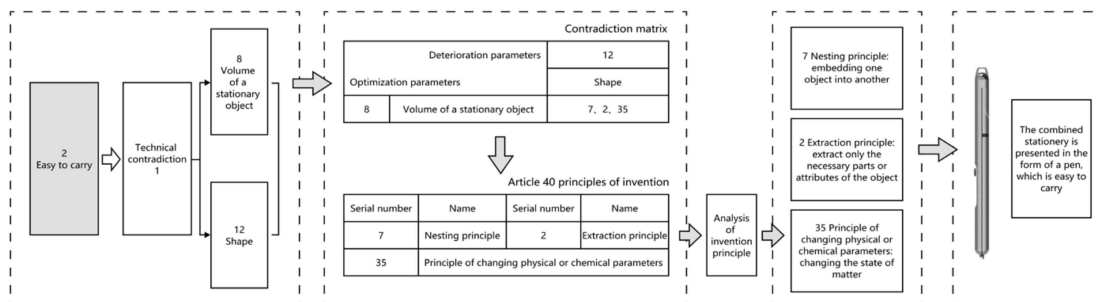 2
Easy to carry
Technical
contradiction
1
8
Volume
of a
stationary
object
12
Shape
Contradiction matrix
Deterioration parameters
12
Optimization parameters
Shape
8
Volume of a stationary object
7、2、35
Article 40 principles of invention
Serial number
Name
Serial number
Name
7
Nesting principle
2
Extraction principle
35
Principle of changing physical or chemical parameters
Analysis
of
invention
principle
7 Nesting principle:
embedding one
object into another
2 Extraction principle:
extract only the
necessary parts or
attributes of the object
35 Principle of
changing physical or
chemical parameters:
changing the state of
matter
The combined
stationery is
presented in the
form of a pen,
which is easy to
carry